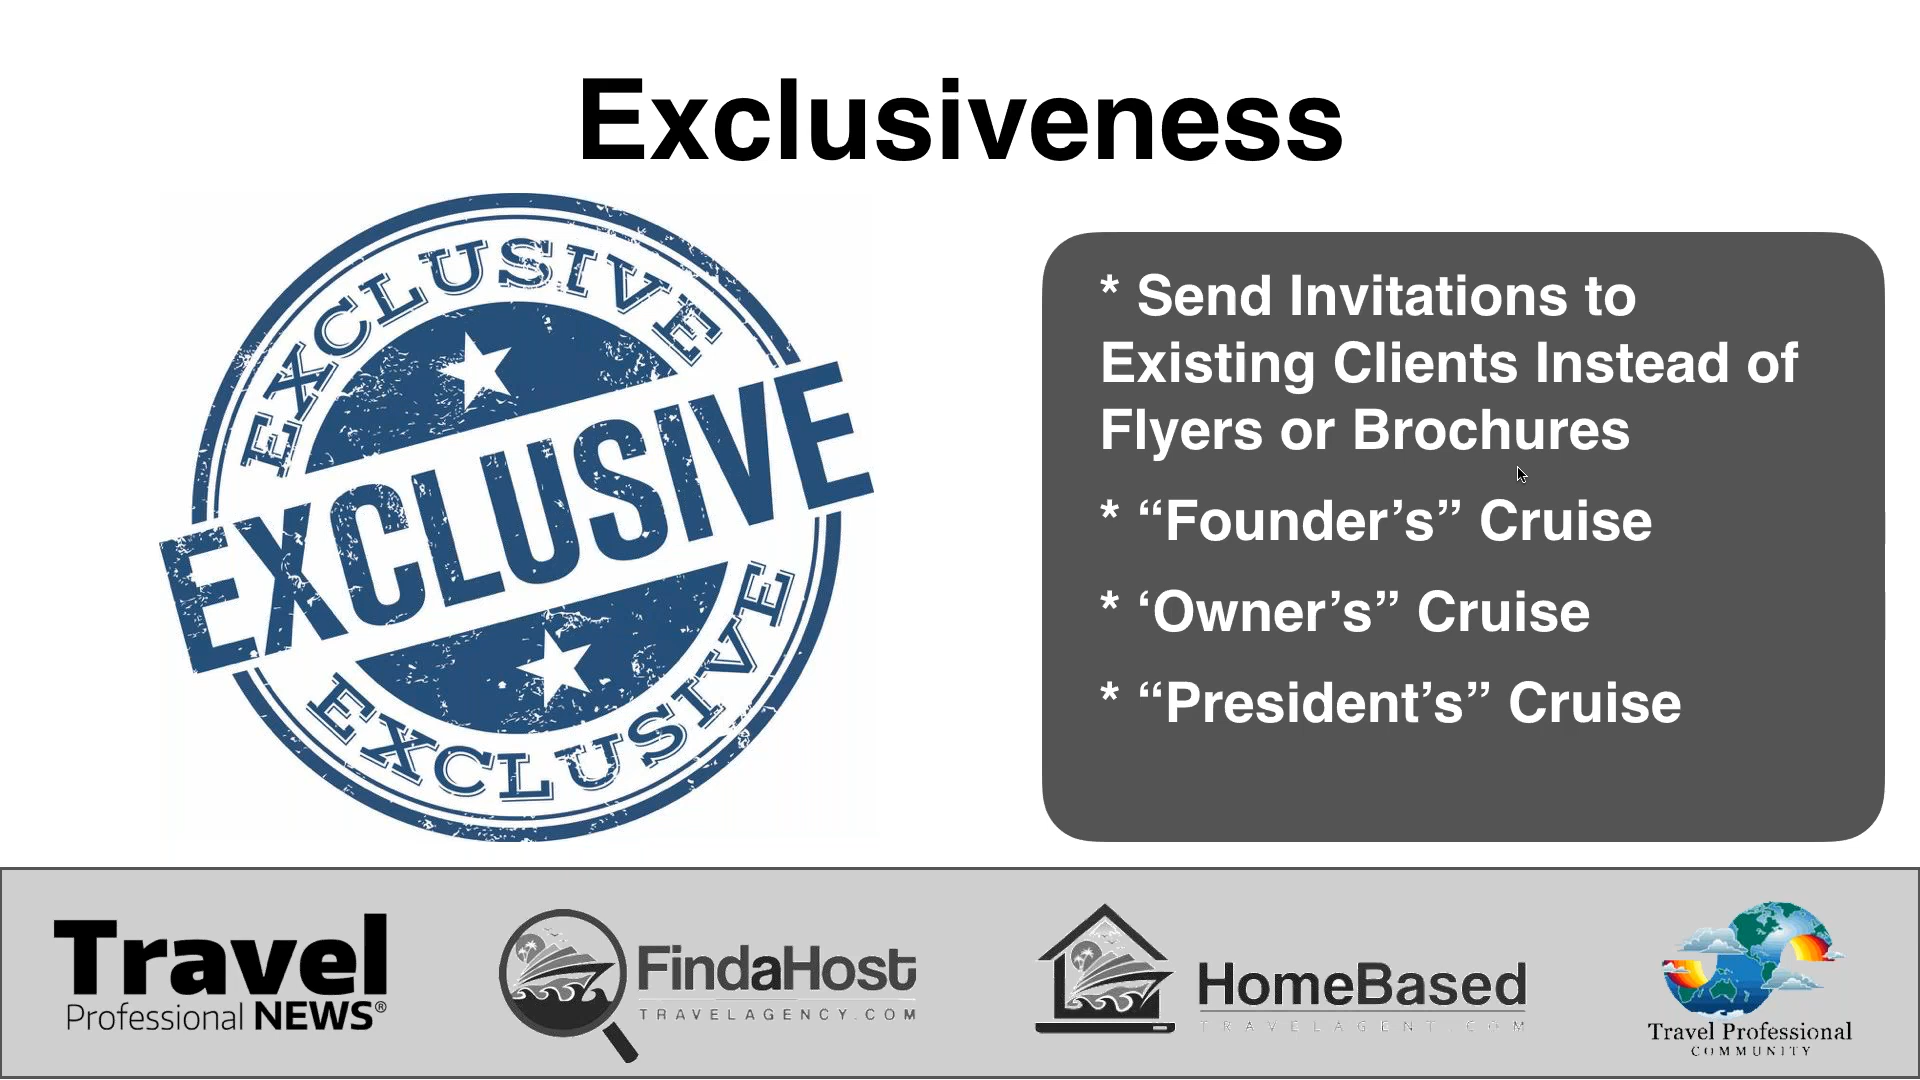 Exclusiveness
EXCLUSIVE
EXCLUSIVE
EXCLUSIVE
* Send Invitations to
Existing Clients Instead of
Flyers or Brochures
* “Founder’s” Cruise
* ‘Owner’s” Cruise
* “President’s” Cruise
Travel
Professional NEWS®
FindaHost
TRAVELAGENCY.COM
HomeBased
TRAVELAGENT.COM
Travel Professional
COMMUNITY